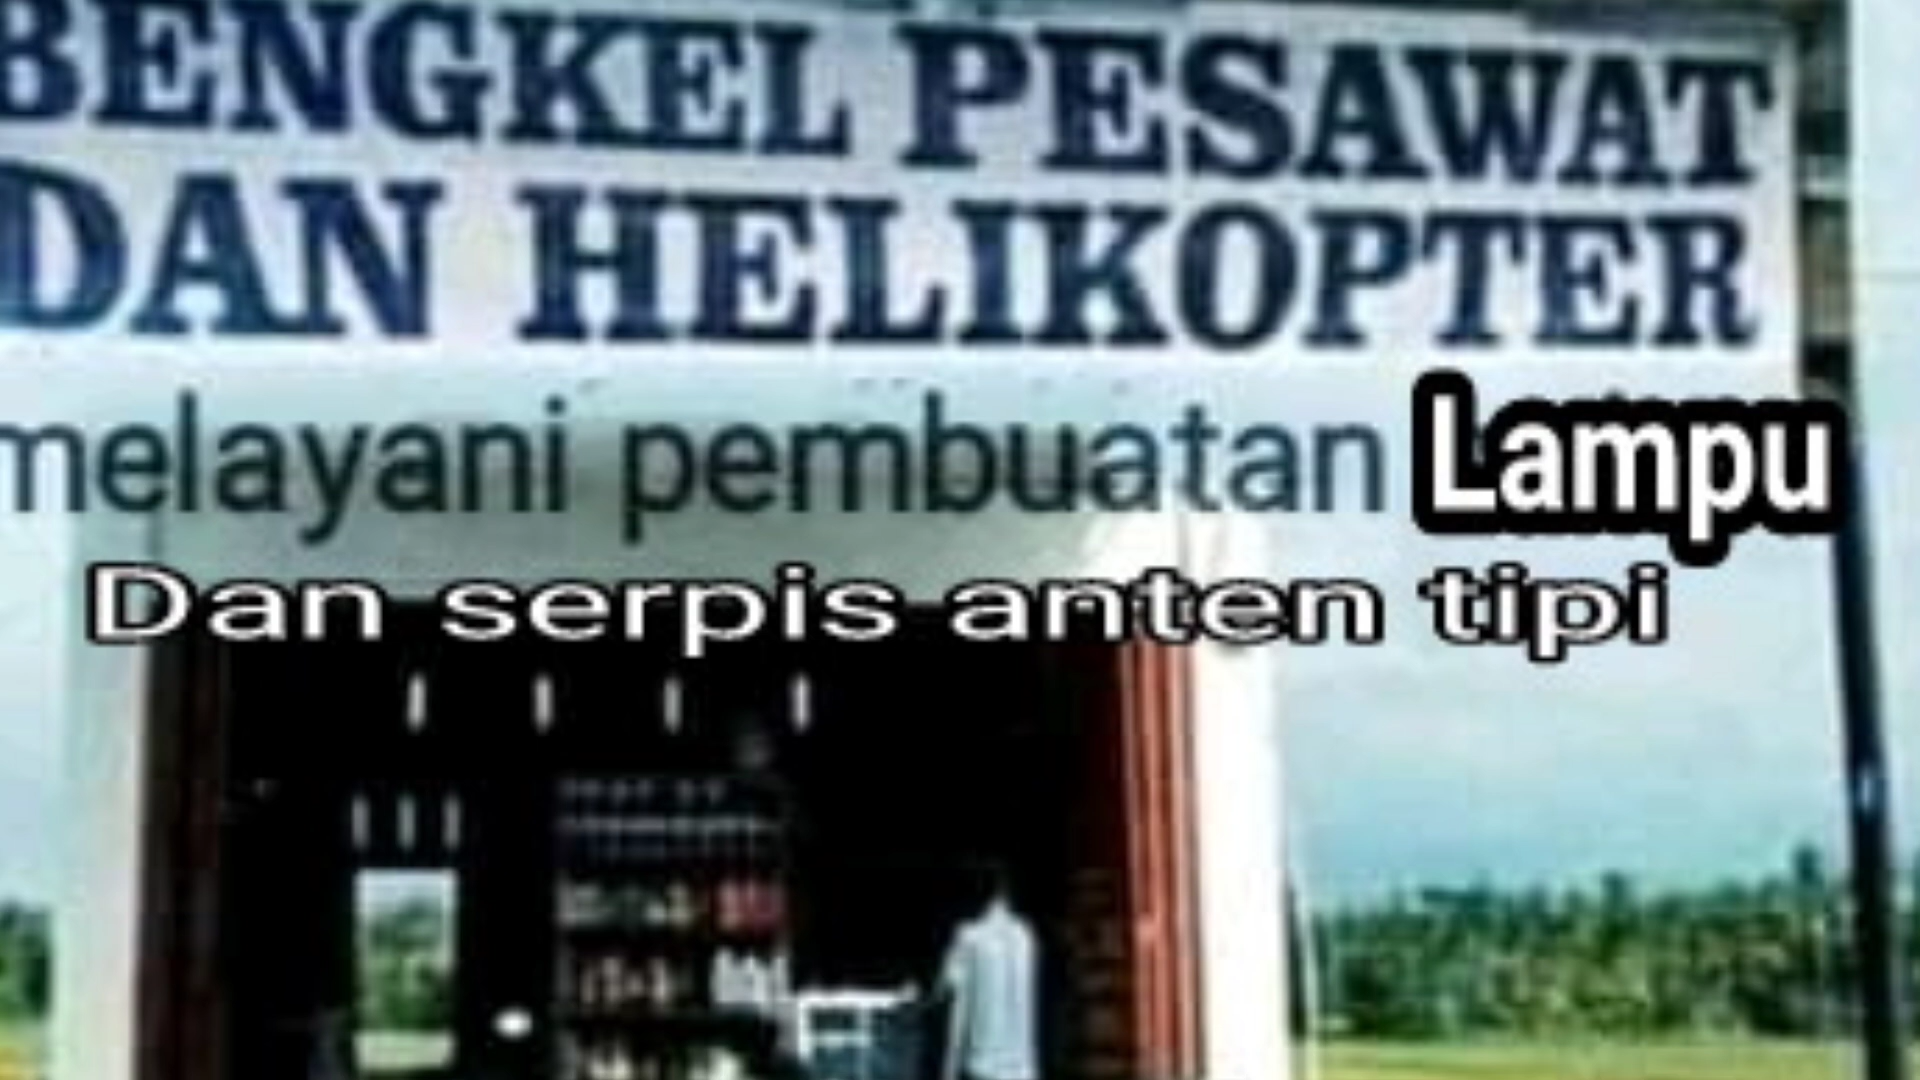 BENGKEL PESAWAT
DAN HELIKOPTER
melayani pembuatan Lampu
Dan serpis anten tipi